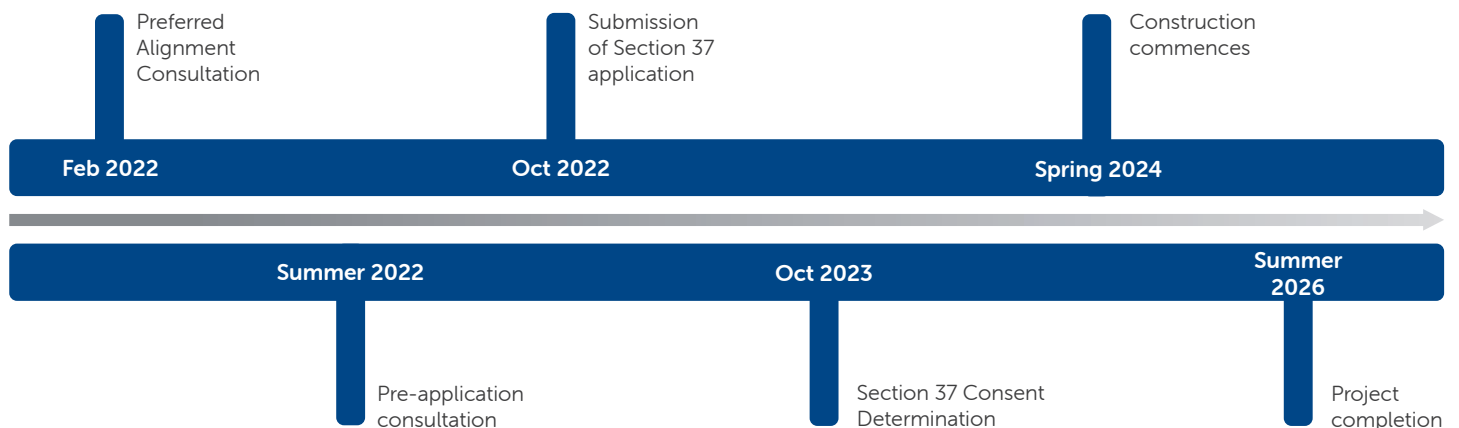 Preferred
Alignment
Consultation
Submission
of Section 37
application
Construction
commences
Feb 2022
Oct 2022
Spring 2024
Summer 2022
Oct 2023
Summer
2026
Pre-application
consultation
Section 37 Consent
Determination
Project
completion